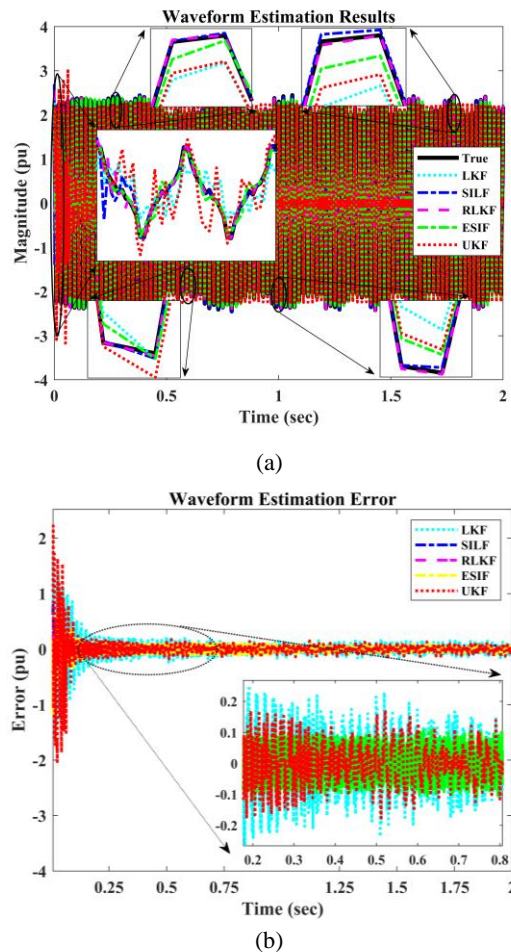 Waveform Estimation Results
4
3
2
1
0
-1
-2
-3
-4
Magnitude (pu)
True
LKF
SILF
RLKF
ESIF
UKF
0 0.5 1 1.5 2
Time (sec)
(a)
Waveform Estimation Error
2
1
0
-1
-2
-3
-4
Error (pu)
LKF
SILF
RLKF
ESIF
UKF
0.2
0.1
0
-0.1
-0.2
0.2 0.3 0.4 0.5 0.6 0.7 0.8
0.25 0.5 0.75 1 1.25 1.5 1.75 2
Time (sec)
(b)